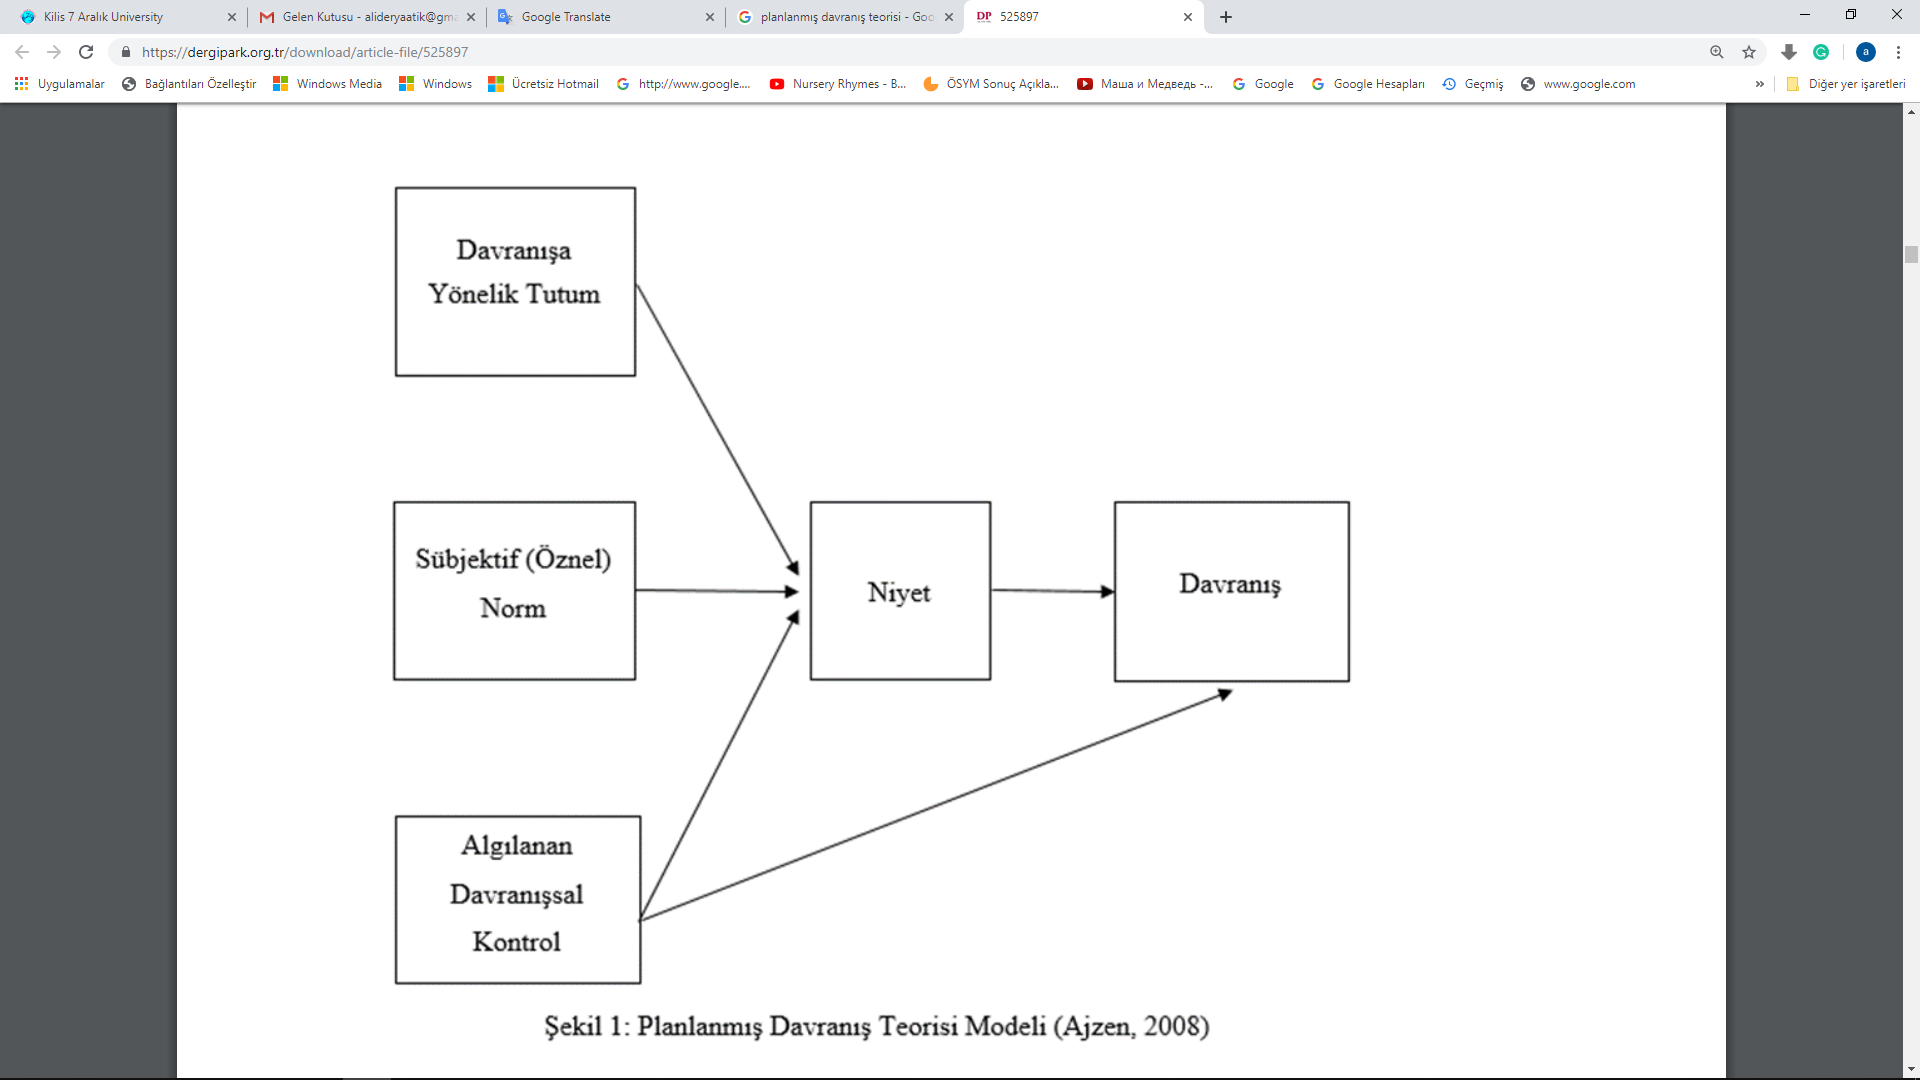 Kilis 7 Aralık University
Gelen Kutusu - alideryaatik@gma
Google Translate
planlanmış davranış teorisi - Goo
DP 525897
https://dergipark.org.tr/download/article-file/525897
a
Uygulamalar
Bağlantıları Özelleştir
Windows Media
Windows
Ücretsiz Hotmail
http://www.google....
Nursery Rhymes - B...
ÖSYM Sonuç Açıkla...
Маша и Медведь -...
Google
Google Hesapları
Geçmiş
www.google.com
»
Diğer yer işaretleri
Davranışa
Yönelik Tutum
Sübjektif (Öznel)
Norm
Niyet
Davranış
Algılanan
Davranışsal
Kontrol
Şekil 1: Planlanmış Davranış Teorisi Modeli (Ajzen, 2008)